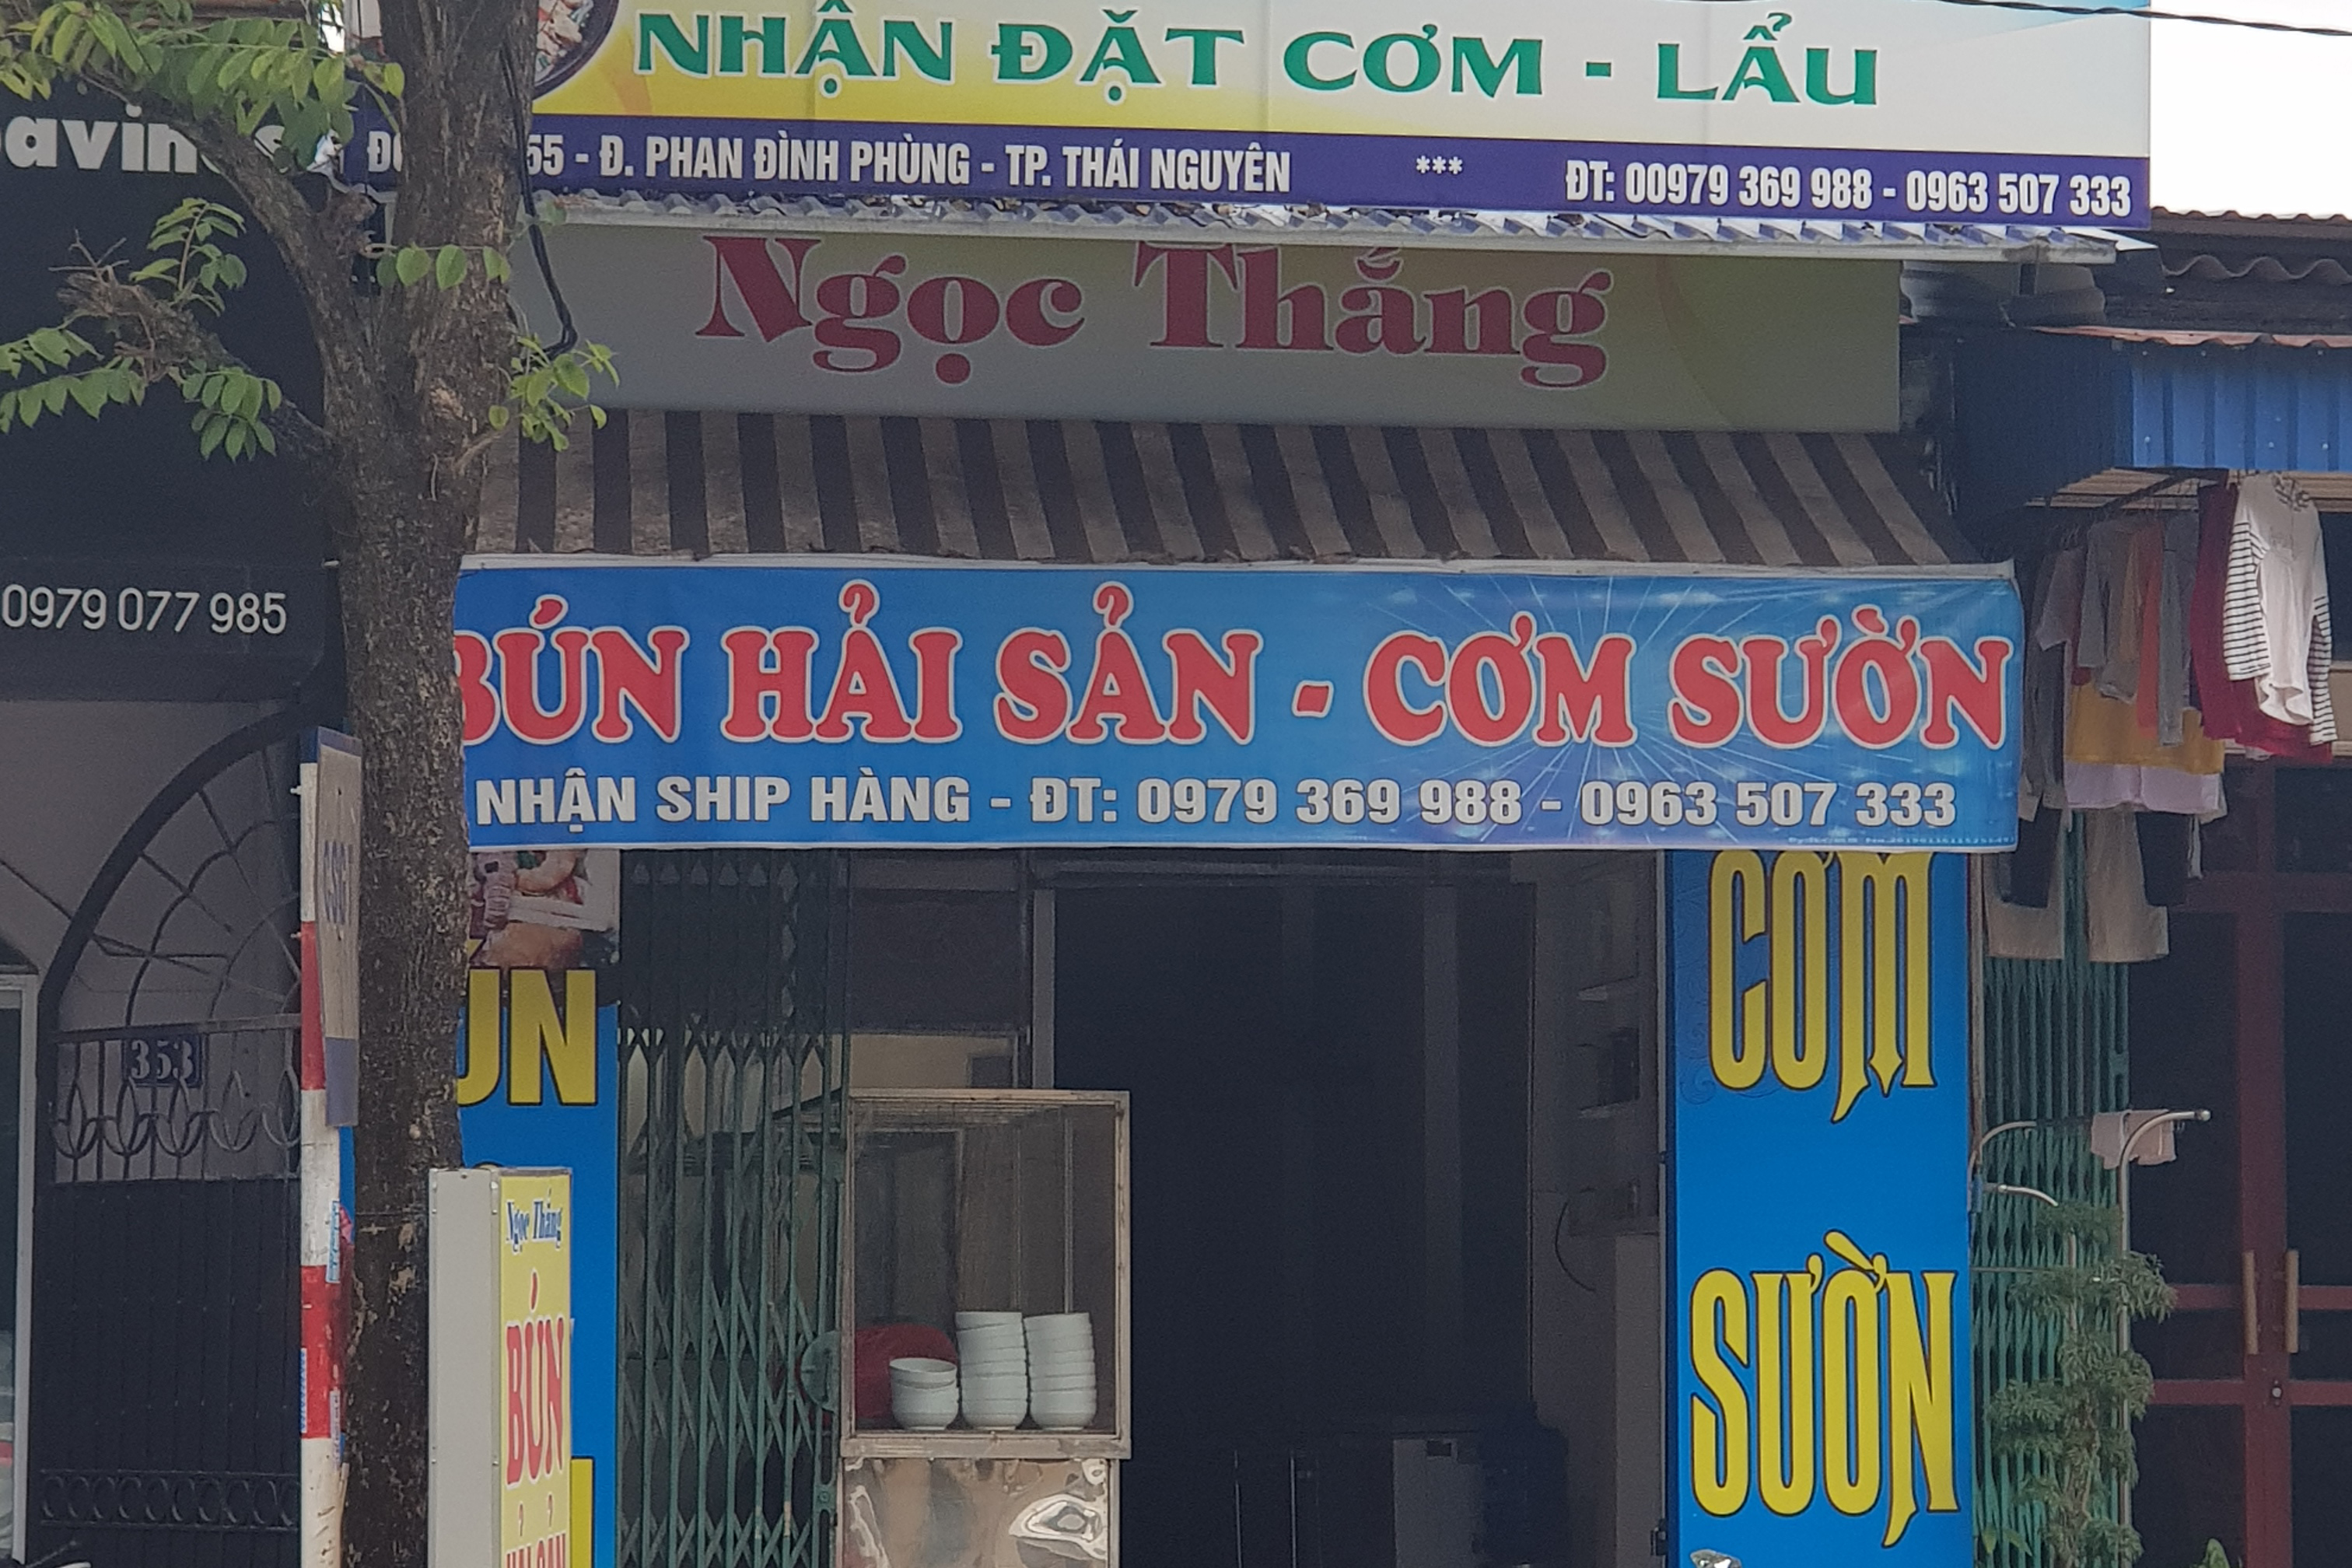 NHẬN ĐẶT CƠM - LẨU
55 - Đ. PHAN ĐÌNH PHÙNG - TP. THÁI NGUYÊN *** ĐT: 00979 369 988 - 0963 507 333
Ngọc Thắng
0979 077 985
BÚN HẢI SẢN - CƠM SƯỜN
NHẬN SHIP HÀNG - ĐT: 0979 369 988 - 0963 507 333
353
CƠM
SƯỜN
Ngọc Thắng
BÚN
HẢI SẢN